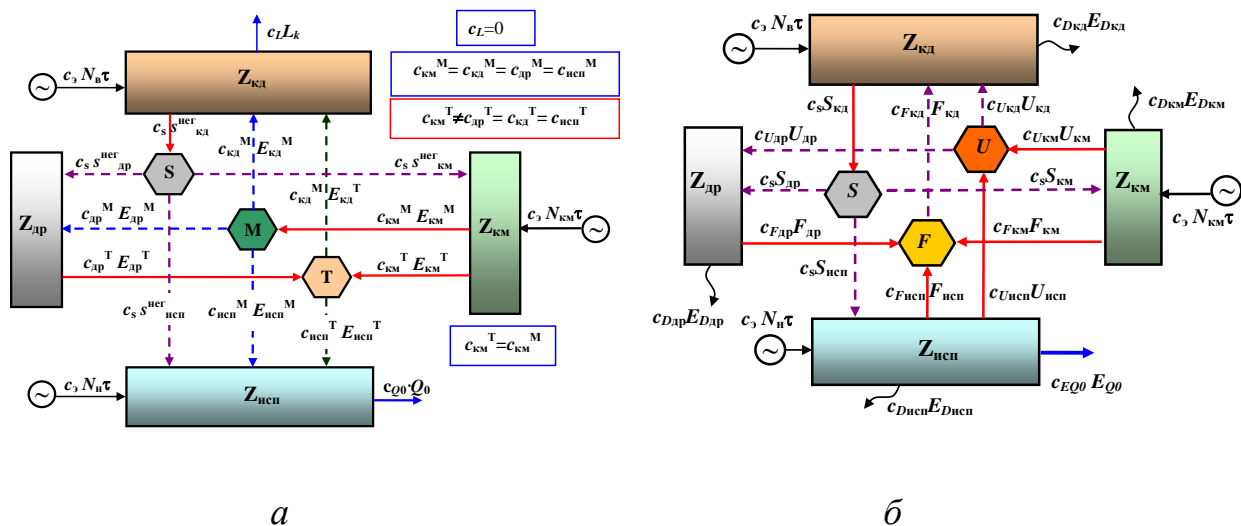 c_L L_k
c_L=0
Z_кд
c_э N_в τ
c_км^М= c_кд^М= c_др^М= c_исп^М
c_км^Т≠c_др^Т= c_кд^Т= c_исп^Т
c_s s^нег_кд
c_кд^М E_кд^М
c_s s^нег_др
S
c_s s^нег_км
c_кд^М E_кд^Т
Z_др
c_др^М E_др^М
М
c_км^М E_км^М
Z_км
c_э N_км τ
c_др^Т E_др^Т
Т
c_км^Т E_км^Т
c_s s^нег_исп
c_исп^М E_исп^М
c_исп^Т E_исп^Т
c_км^Т=c_км^М
c_э N_н τ
Z_исп
c_Q0·Q_0
а
c_э N_в τ
Z_кд
c_Dкд E_Dкд
c_s S_кд
c_Fкд F_кд
c_Uкд U_кд
c_Dкм E_Dкм
c_Uдр U_др
U
c_Uкм U_км
Z_др
c_s S_др
S
c_s S_км
Z_км
c_э N_км τ
c_Fдр F_др
F
c_Fкм F_км
c_s S_исп
c_Fисп F_исп
c_Uисп U_исп
c_Dдр E_Dдр
c_э N_н τ
Z_исп
c_EQ0 E_Q0
c_Dисп E_Dисп
б